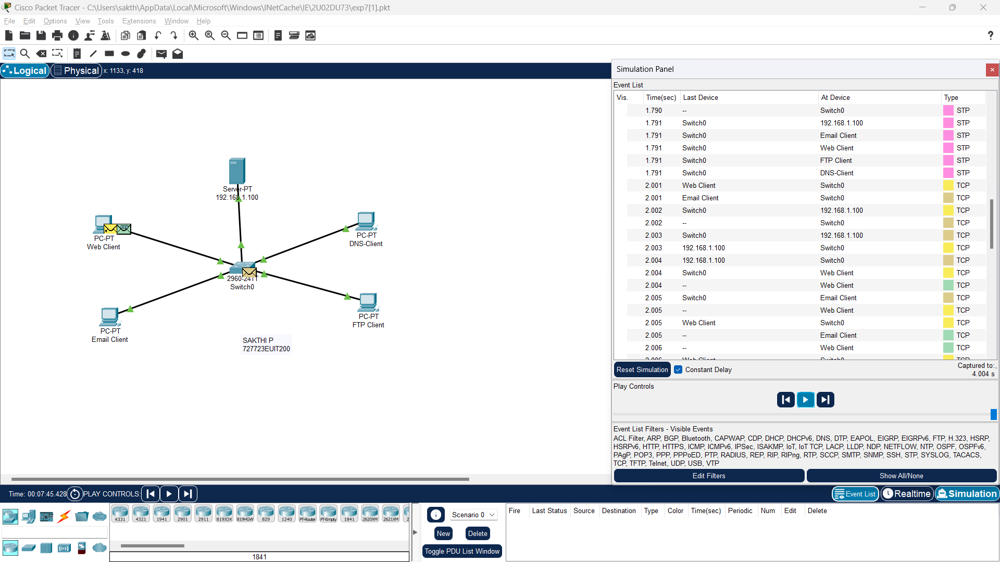 Cisco Packet Tracer - C:\Users\sakth\AppData\Local\Microsoft\Windows\INetCache\IE\2U02DU73\exp7[1].pkt
File Edit Options View Tools Extensions Window Help
?
Logical Physical x: 1133, y: 418
Server-PT
192.168.1.100
PC-PT
Web Client
PC-PT
DNS-Client
2960-24TT
Switch0
PC-PT
FTP Client
PC-PT
Email Client
SAKTHI P
727723EUIT200
Simulation Panel
Event List
Vis. Time(sec) Last Device At Device Type
1.790 -- Switch0 STP
1.791 Switch0 192.168.1.100 STP
1.791 Switch0 Email Client STP
1.791 Switch0 Web Client STP
1.791 Switch0 FTP Client STP
1.791 Switch0 DNS-Client STP
2.001 Web Client Switch0 TCP
2.001 Email Client Switch0 TCP
2.002 Switch0 192.168.1.100 TCP
2.002 -- Switch0 TCP
2.003 Switch0 192.168.1.100 TCP
2.003 192.168.1.100 Switch0 TCP
2.004 192.168.1.100 Switch0 TCP
2.004 Switch0 Web Client TCP
2.004 -- Web Client TCP
2.005 Switch0 Email Client TCP
2.005 -- Web Client TCP
2.005 Web Client Switch0 TCP
2.005 -- Email Client TCP
2.006 -- Web Client TCP
2.006 Web Client Switch0 TCP
Reset Simulation Constant Delay Captured to:
4.004 s
Play Controls
Event List Filters - Visible Events
ACL Filter, ARP, BGP, Bluetooth, CAPWAP, CDP, DHCP, DHCPv6, DNS, DTP, EAPOL, EIGRP, EIGRPv6, FTP, H.323, HSRP,
HSRPv6, HTTP, HTTPS, ICMP, ICMPv6, IPSec, ISAKMP, IoT, IoT TCP, LACP, LLDP, NDP, NETFLOW, NTP, OSPF, OSPFv6,
PAgP, POP3, PPP, PPPoED, PTP, RADIUS, REP, RIP, RIPng, RTP, SCCP, SMTP, SNMP, SSH, STP, SYSLOG, TACACS,
TCP, TFTP, Telnet, UDP, USB, VTP
Edit Filters Show All/None
Time: 00:07:45.428 PLAY CONTROLS: Event List Realtime Simulation
4331 4321 1941 2901 2911 819IOX 819HGW 829 1240 PT-Router PT-Empty 1841 2620XM 2621XM
1841
Scenario 0
New Delete
Toggle PDU List Window
Fire Last Status Source Destination Type Color Time(sec) Periodic Num Edit Delete